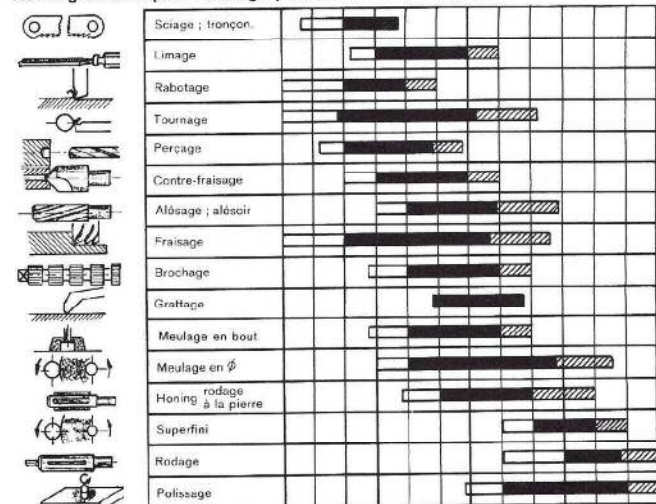 Sciage ; tronçon.
Limage
Rabotage
Tournage
Perçage
Contre-fraisage
Alésage ; alésoir
Fraisage
Brochage
Grattage
Meulage en bout
Meulage en Ø
Honing rodage
à la pierre
Superfini
Rodage
Polissage